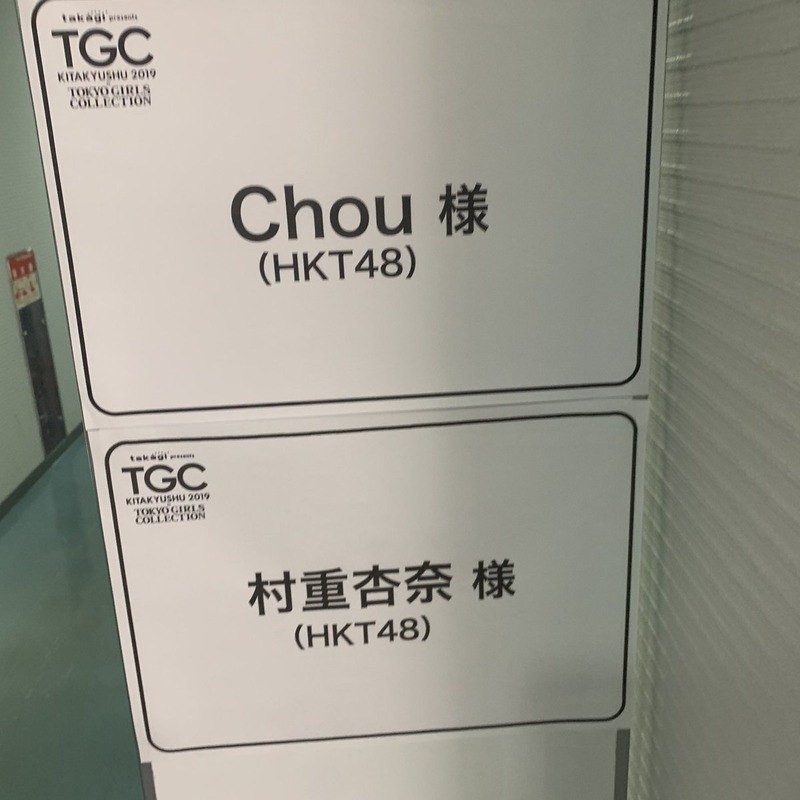 takagi presents
TGC
KITAKYUSHU 2019
TOKYO GIRLS
COLLECTION
Chou 様
(HKT48)
takagi presents
TGC
KITAKYUSHU 2019
TOKYO GIRLS
COLLECTION
村重杏奈 様
(HKT48)